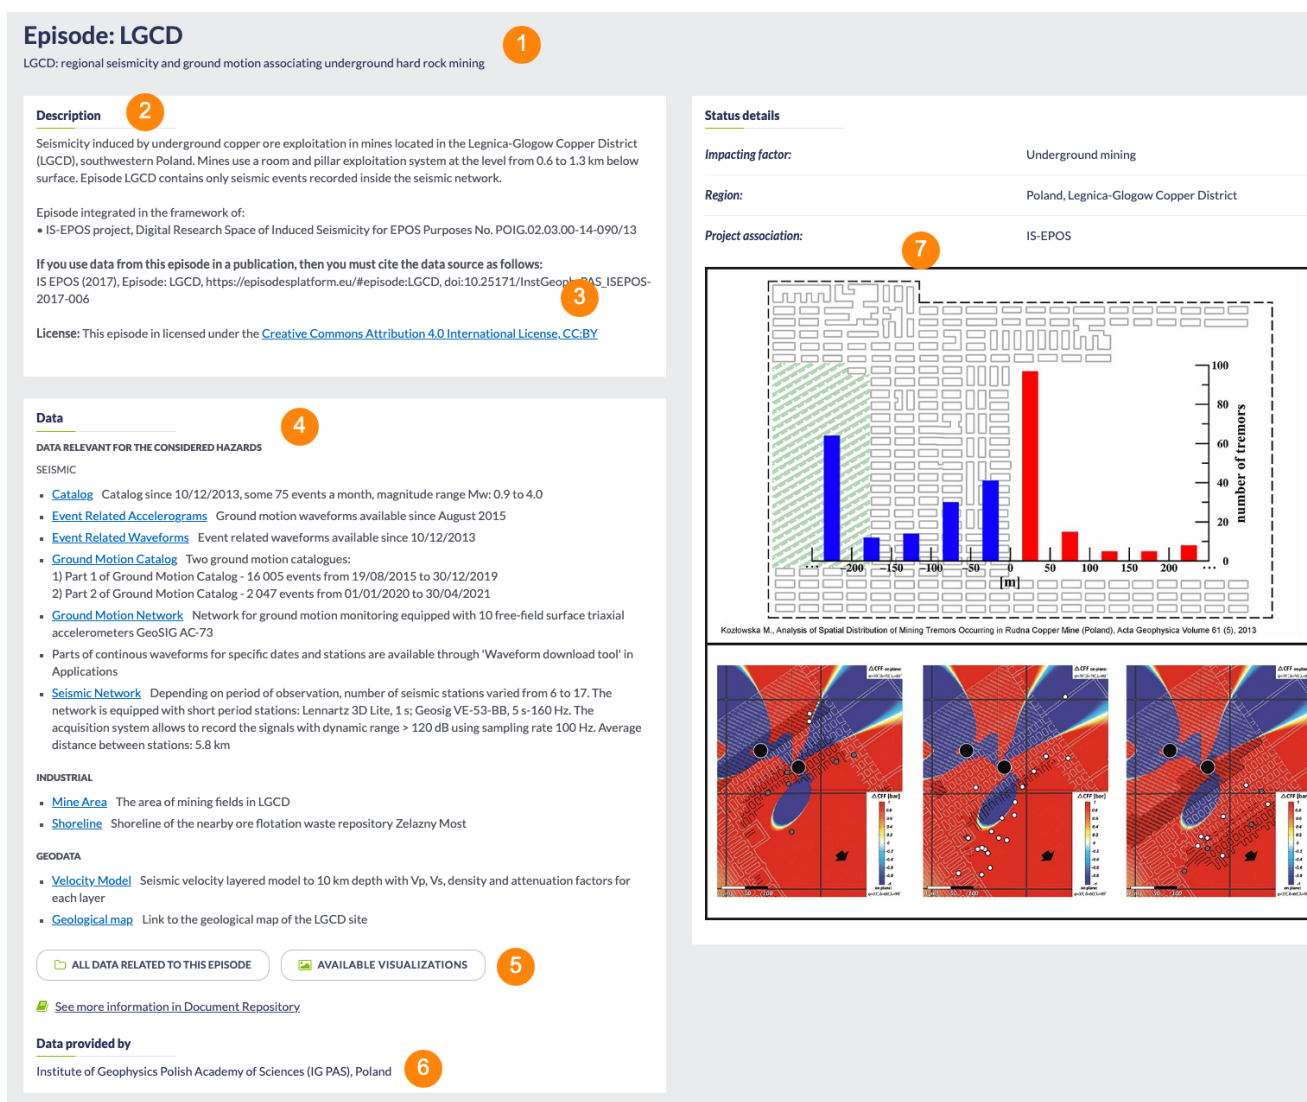 Episode: LGCD
1
LGCD: regional seismicity and ground motion associating underground hard rock mining
Description
2
Seismicity induced by underground copper ore exploitation in mines located in the Legnica-Glogow Copper District
(LGCD), southwestern Poland. Mines use a room and pillar exploitation system at the level from 0.6 to 1.3 km below
surface. Episode LGCD contains only seismic events recorded inside the seismic network.
Episode integrated in the framework of:
• IS-EPOS project, Digital Research Space of Induced Seismicity for EPOS Purposes No. POIG.02.03.00-14-090/13
If you use data from this episode in a publication, then you must cite the data source as follows:
IS EPOS (2017), Episode: LGCD, https://episodesplatform.eu/#episode:LGCD, doi:10.25171/InstGeoph_PAS_ISEPOS-
2017-006
3
License: This episode in licensed under the Creative Commons Attribution 4.0 International License, CC:BY
Data
4
DATA RELEVANT FOR THE CONSIDERED HAZARDS
SEISMIC
▪ Catalog Catalog since 10/12/2013, some 75 events a month, magnitude range Mw: 0.9 to 4.0
▪ Event Related Accelerograms Ground motion waveforms available since August 2015
▪ Event Related Waveforms Event related waveforms available since 10/12/2013
▪ Ground Motion Catalog Two ground motion catalogues:
1) Part 1 of Ground Motion Catalog - 16 005 events from 19/08/2015 to 30/12/2019
2) Part 2 of Ground Motion Catalog - 2 047 events from 01/01/2020 to 30/04/2021
▪ Ground Motion Network Network for ground motion monitoring equipped with 10 free-field surface triaxial
accelerometers GeoSIG AC-73
▪ Parts of continous waveforms for specific dates and stations are available through 'Waveform download tool' in
Applications
▪ Seismic Network Depending on period of observation, number of seismic stations varied from 6 to 17. The
network is equipped with short period stations: Lennartz 3D Lite, 1 s; Geosig VE-53-BB, 5 s-160 Hz. The
acquisition system allows to record the signals with dynamic range > 120 dB using sampling rate 100 Hz. Average
distance between stations: 5.8 km
INDUSTRIAL
▪ Mine Area The area of mining fields in LGCD
▪ Shoreline Shoreline of the nearby ore flotation waste repository Zelazny Most
GEODATA
▪ Velocity Model Seismic velocity layered model to 10 km depth with Vp, Vs, density and attenuation factors for
each layer
▪ Geological map Link to the geological map of the LGCD site
ALL DATA RELATED TO THIS EPISODE
AVAILABLE VISUALIZATIONS
5
See more information in Document Repository
Data provided by
Institute of Geophysics Polish Academy of Sciences (IG PAS), Poland
6
Status details
Impacting factor: Underground mining
Region: Poland, Legnica-Glogow Copper District
Project association: IS-EPOS
7
100
80
60
40
20
0
number of tremors
... -200 -150 -100 -50 0 50 100 150 200 ...
[m]
Kozłowska M., Analysis of Spatial Distribution of Mining Tremors Occurring in Rudna Copper Mine (Poland), Acta Geophysica Volume 61 (5), 2013
ΔCFF on plane:
ΔCFF on plane:
ΔCFF on plane:
ΔCFF [bar]
ΔCFF [bar]
ΔCFF [bar]